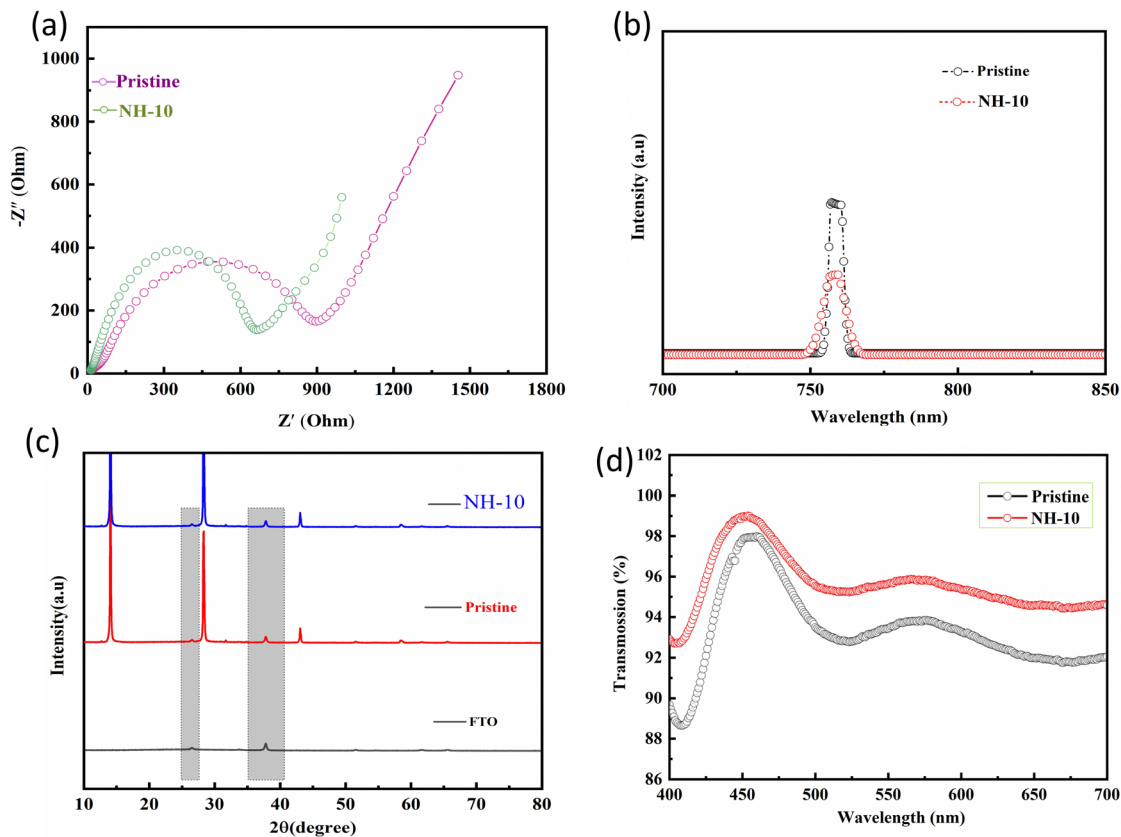 (a)
1000
800
600
400
200
0
-Z″ (Ohm)
Pristine
NH-10
0 300 600 900 1200 1500 1800
Z′ (Ohm)
(b)
Intensity (a.u)
Pristine
NH-10
700 750 800 850
Wavelength (nm)
(c)
Intensity(a.u)
NH-10
Pristine
FTO
10 20 30 40 50 60 70 80
2θ(degree)
(d)
102
100
98
96
94
92
90
88
86
Transmossion (%)
Pristine
NH-10
400 450 500 550 600 650 700
Wavelength (nm)